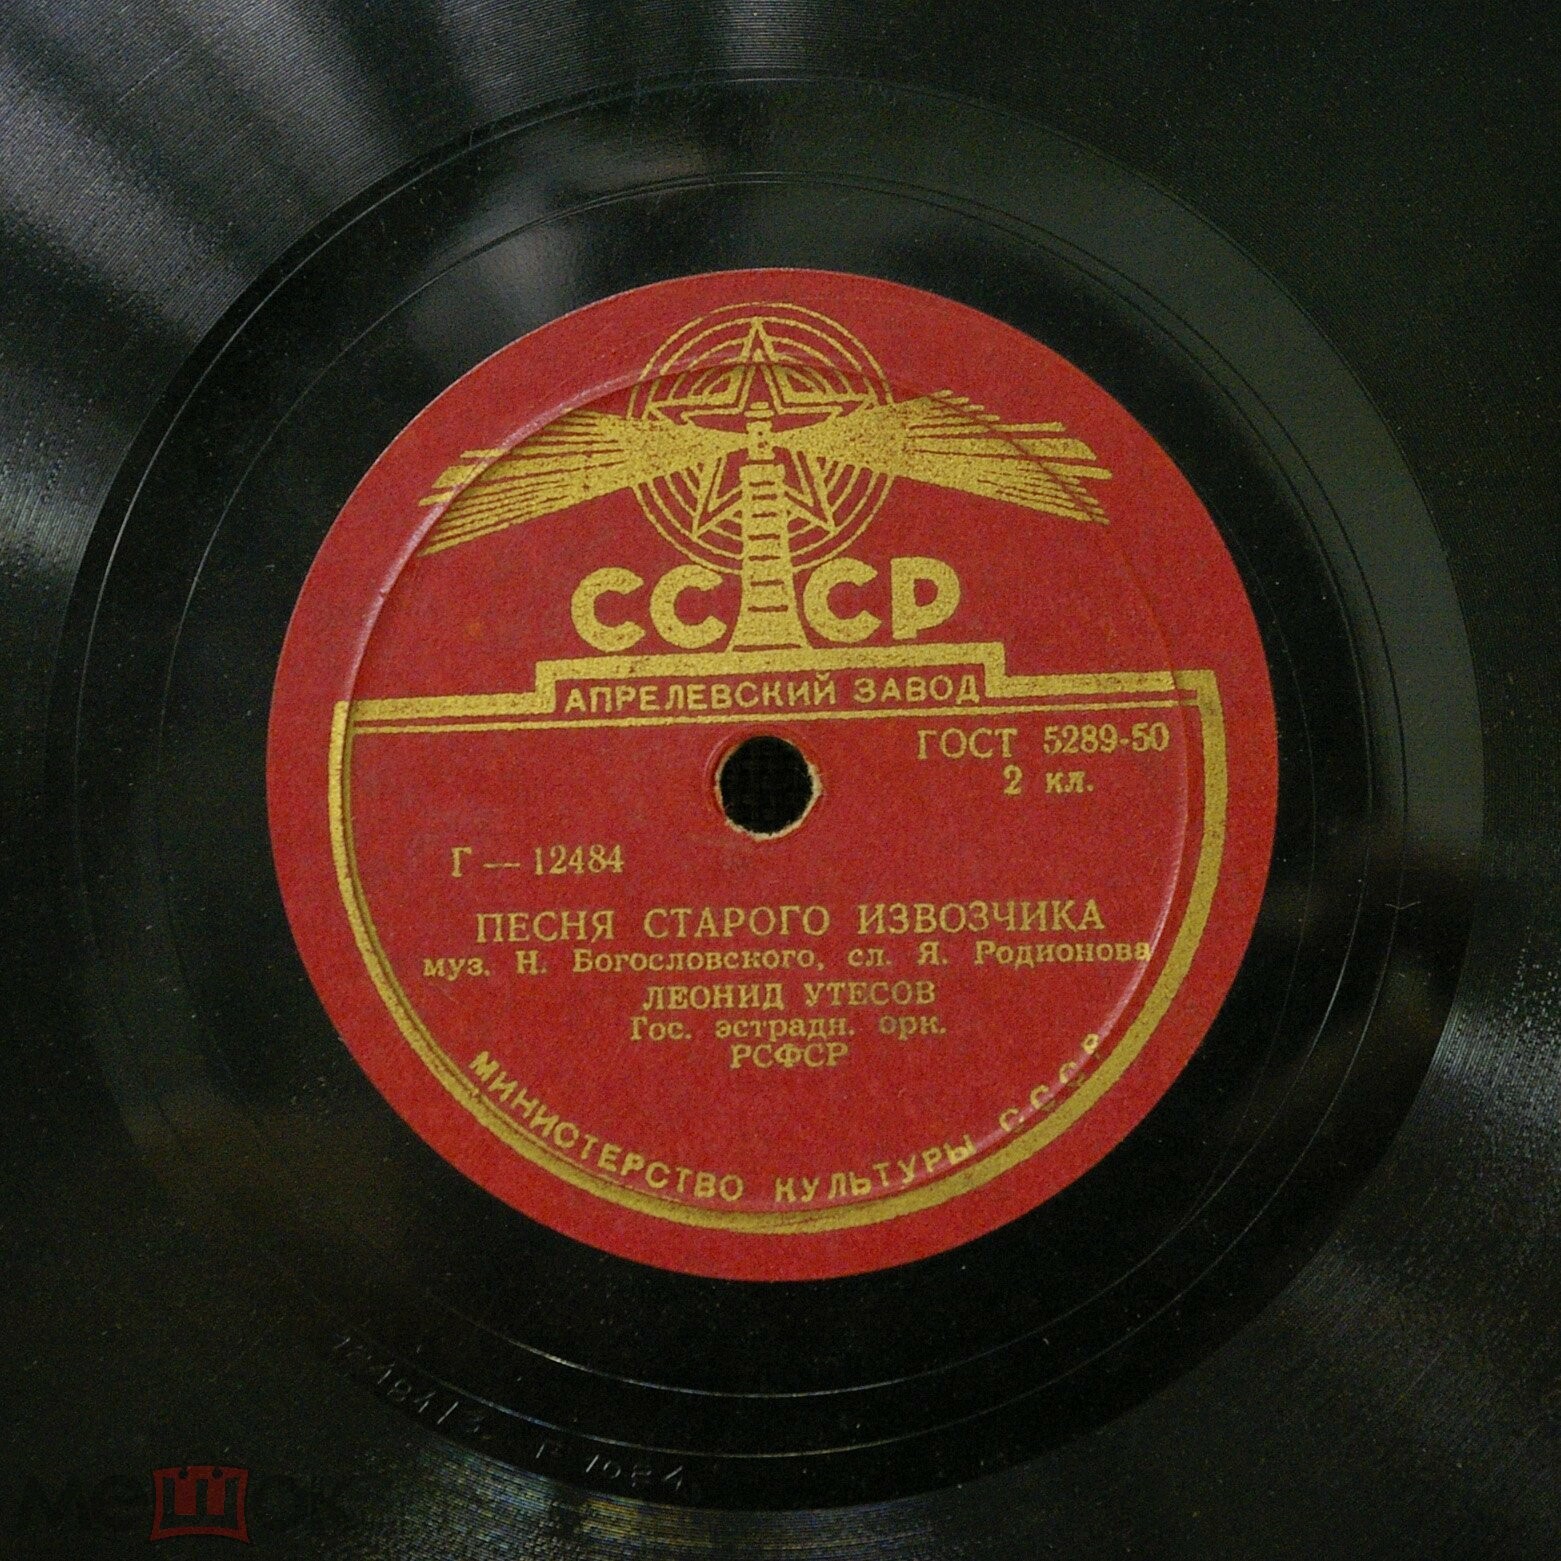 СССР
АПРЕЛЕВСКИЙ ЗАВОД
ГОСТ 5289-50
2 кл.
Г — 12484
ПЕСНЯ СТАРОГО ИЗВОЗЧИКА
муз. Н. Богословского, сл. Я. Родионова
ЛЕОНИД УТЕСОВ
Гос. эстрадн. орк.
РСФСР
МИНИСТЕРСТВО КУЛЬТУРЫ СССР
мешок